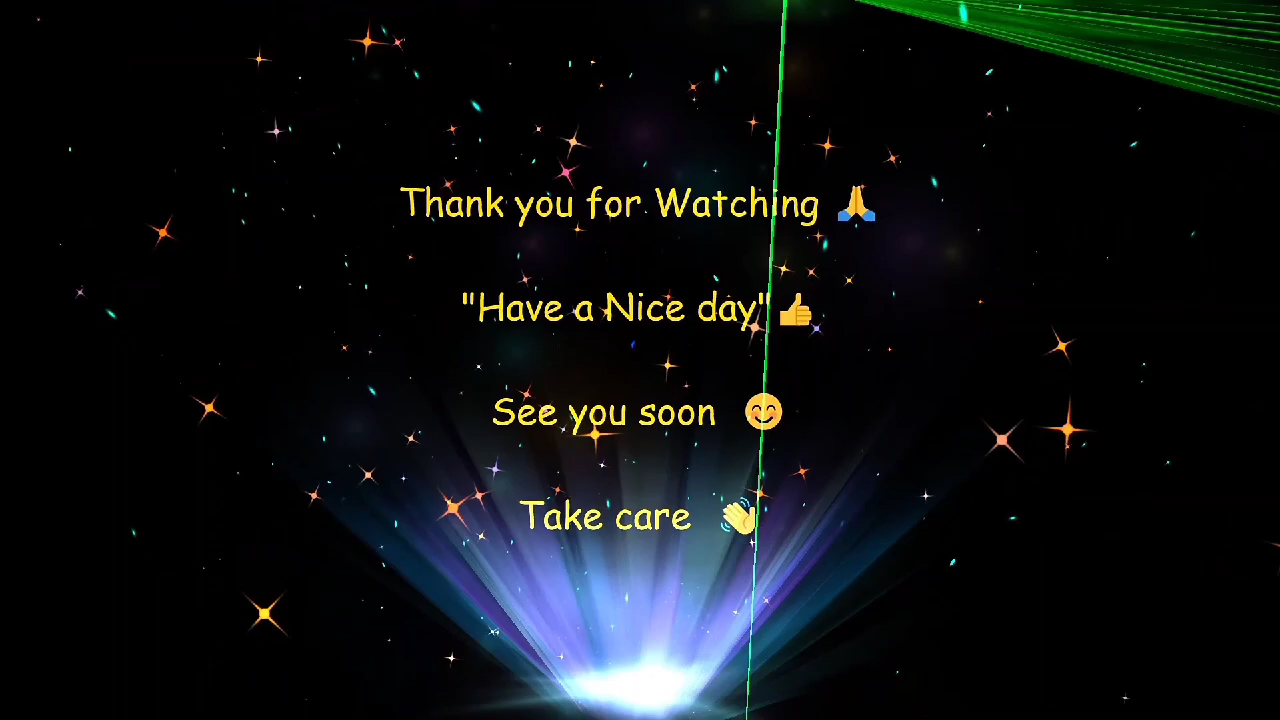 Thank you for Watching 🙏
"Have a Nice day" 👍
See you soon 😊
Take care 👋